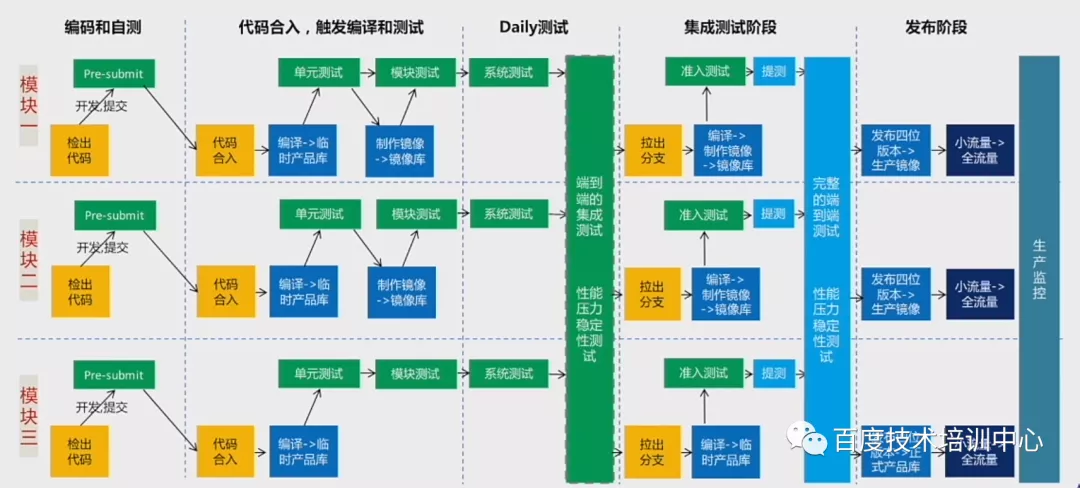 编码和自测
代码合入，触发编译和测试
Daily测试
集成测试阶段
发布阶段
模块一
Pre-submit
开发,提交
检出
代码
代码
合入
编译->临
时产品库
单元测试
模块测试
制作镜像
->镜像库
系统测试
拉出
分支
编译->
制作镜像
->镜像库
准入测试
提测
发布四位
版本->
生产镜像
小流量->
全流量
模块二
Pre-submit
开发,提交
检出
代码
代码
合入
编译->临
时产品库
单元测试
模块测试
制作镜像
->镜像库
系统测试
拉出
分支
编译->
制作镜像
->镜像库
准入测试
提测
发布四位
版本->
生产镜像
小流量->
全流量
模块三
Pre-submit
开发,提交
检出
代码
代码
合入
编译->临
时产品库
单元测试
模块测试
系统测试
拉出
分支
编译->临
时产品库
准入测试
提测
版本->正
式产品库
全流量
端到
端的
集成
测试
性能
压力
稳定
性测
试
完整
的端
到端
测试
性能
压力
稳定
性测
试
生产监控
百度技术培训中心